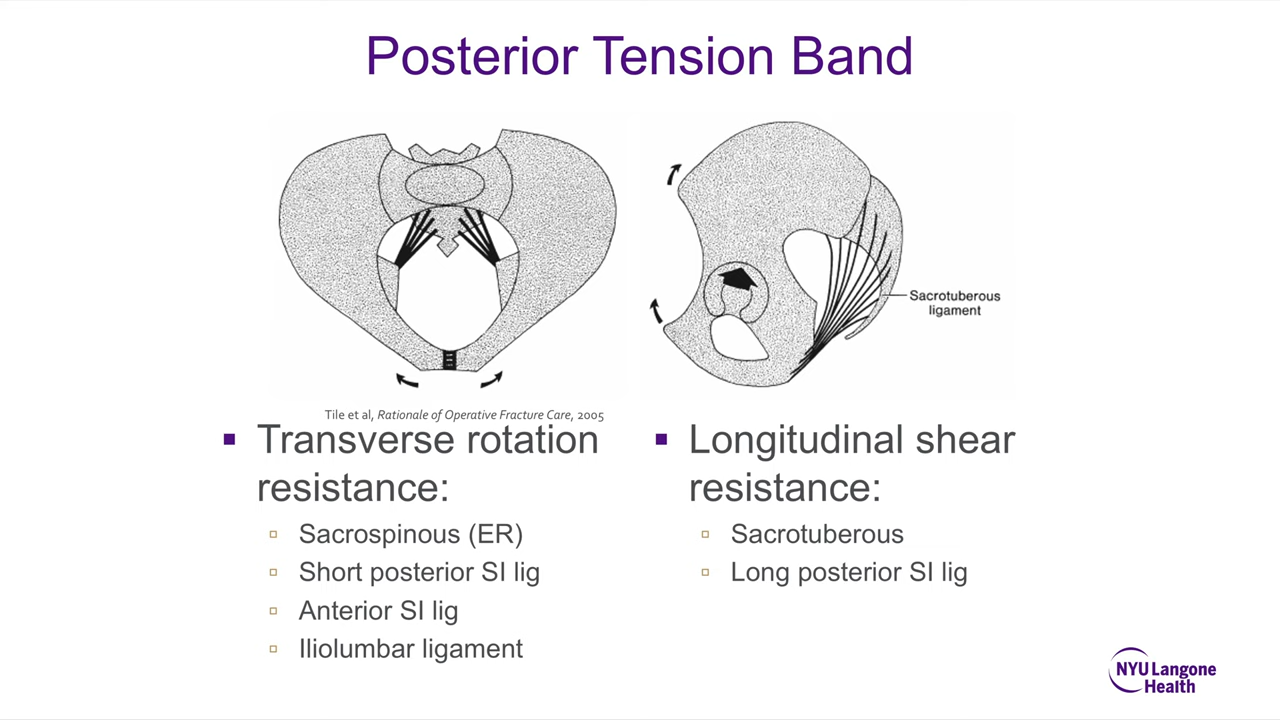 Posterior Tension Band
Sacrotuberous
ligament
Tile et al, Rationale of Operative Fracture Care, 2005
Transverse rotation
resistance:
Sacrospinous (ER)
Short posterior SI lig
Anterior SI lig
Iliolumbar ligament
Longitudinal shear
resistance:
Sacrotuberous
Long posterior SI lig
NYU Langone
Health